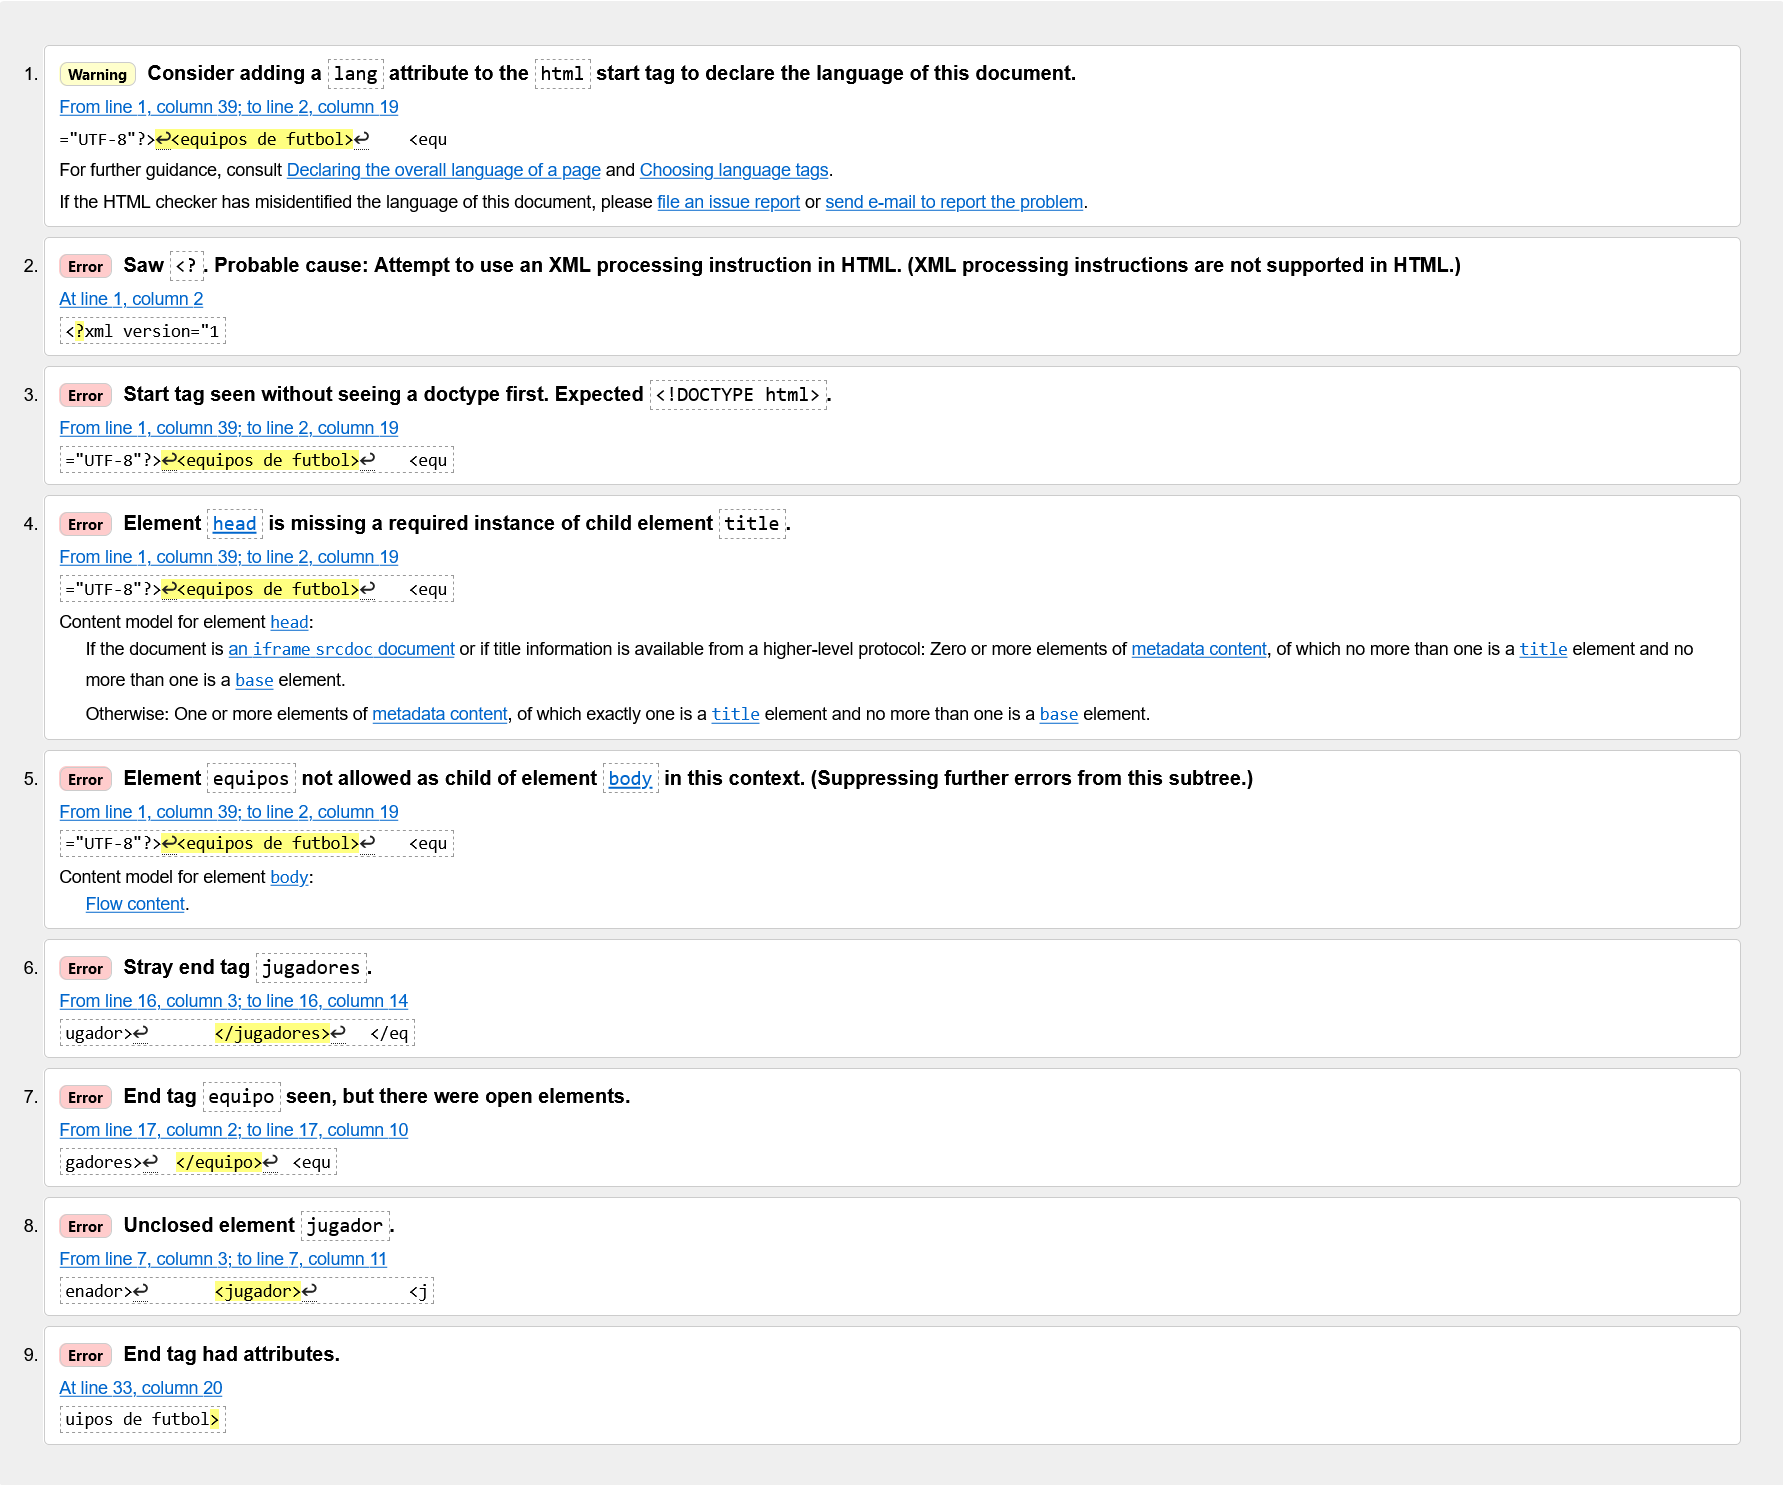 1. Warning Consider adding a lang attribute to the html start tag to declare the language of this document.
From line 1, column 39; to line 2, column 19
="UTF-8"?>↩<equipos de futbol>↩    <equ
For further guidance, consult Declaring the overall language of a page and Choosing language tags.
If the HTML checker has misidentified the language of this document, please file an issue report or send e-mail to report the problem.
2. Error Saw <?. Probable cause: Attempt to use an XML processing instruction in HTML. (XML processing instructions are not supported in HTML.)
At line 1, column 2
<?xml version="1
3. Error Start tag seen without seeing a doctype first. Expected <!DOCTYPE html>.
From line 1, column 39; to line 2, column 19
="UTF-8"?>↩<equipos de futbol>↩    <equ
4. Error Element head is missing a required instance of child element title.
From line 1, column 39; to line 2, column 19
="UTF-8"?>↩<equipos de futbol>↩    <equ
Content model for element head:
If the document is an iframe srcdoc document or if title information is available from a higher-level protocol: Zero or more elements of metadata content, of which no more than one is a title element and no
more than one is a base element.
Otherwise: One or more elements of metadata content, of which exactly one is a title element and no more than one is a base element.
5. Error Element equipos not allowed as child of element body in this context. (Suppressing further errors from this subtree.)
From line 1, column 39; to line 2, column 19
="UTF-8"?>↩<equipos de futbol>↩    <equ
Content model for element body:
Flow content.
6. Error Stray end tag jugadores.
From line 16, column 3; to line 16, column 14
ugador>↩       </jugadores>↩   </eq
7. Error End tag equipo seen, but there were open elements.
From line 17, column 2; to line 17, column 10
gadores>↩  </equipo>↩  <equ
8. Error Unclosed element jugador.
From line 7, column 3; to line 7, column 11
enador>↩       <jugador>↩          <j
9. Error End tag had attributes.
At line 33, column 20
uipos de futbol>